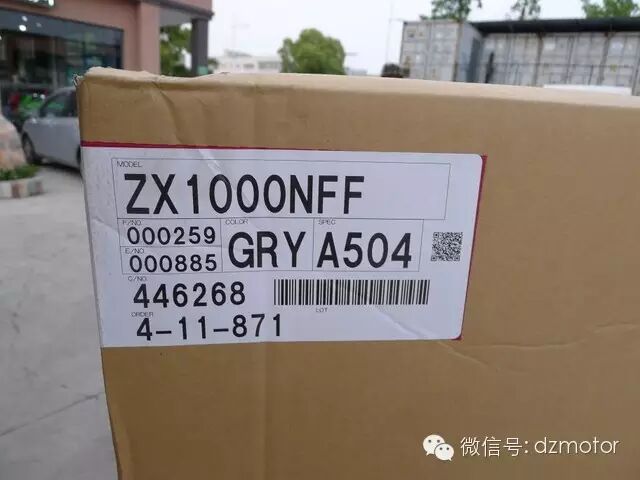 MODEL
ZX1000NFF
F/NO.
000259
E/NO.
000885
COLOR
GRY
SPEC
A504
C/NO.
446268
ORDER
4-11-871
LOT
微信号: dzmotor